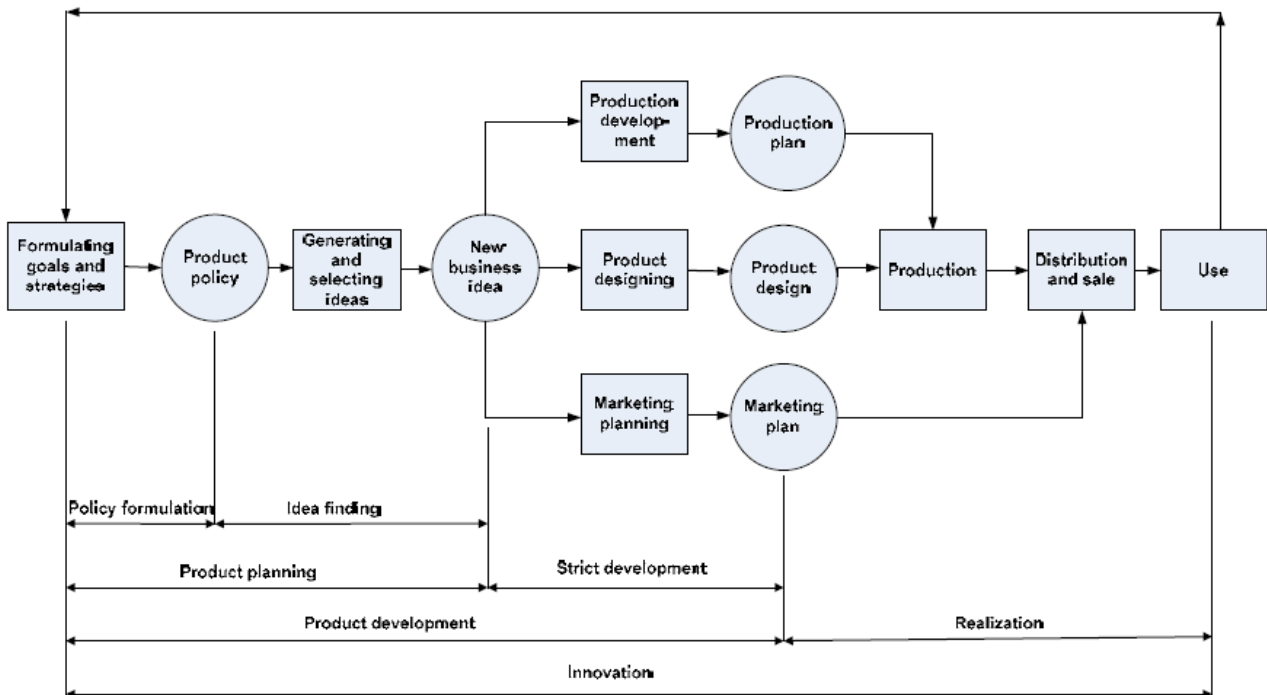 Production
develop-
ment
Production
plan
Formulating
goals and
strategies
Product
policy
Generating
and
selecting
ideas
New
business
idea
Product
designing
Product
design
Production
Distribution
and sale
Use
Marketing
planning
Marketing
plan
Policy formulation
Idea finding
Product planning
Strict development
Product development
Realization
Innovation